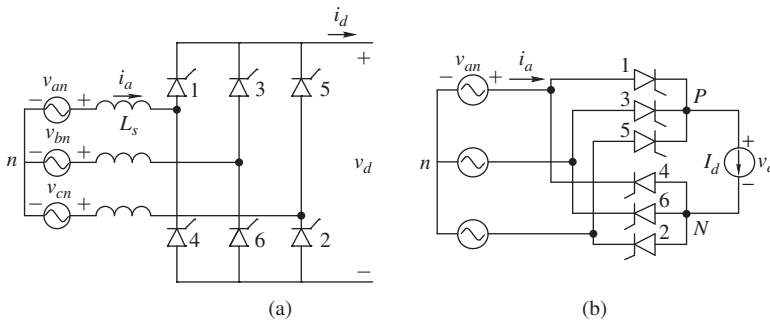 i_d
+
v_an
i_a
1
3
5
− +
L_s
v_bn
n
− +
v_d
v_cn
− +
4
6
2
−
(a)
v_an
i_a
− +
1
3
P
5
n
+
I_d
v_d
−
4
6
N
2
(b)